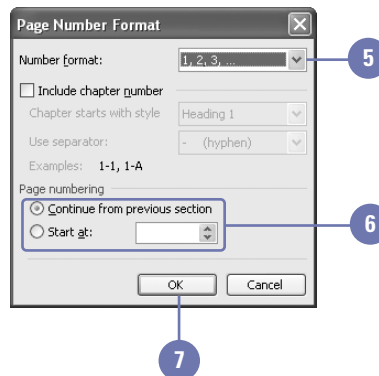 Page Number Format
Number format: 1, 2, 3, ...
5
Include chapter number
Chapter starts with style Heading 1
Use separator: - (hyphen)
Examples: 1-1, 1-A
Page numbering
Continue from previous section
Start at:
6
OK Cancel
7